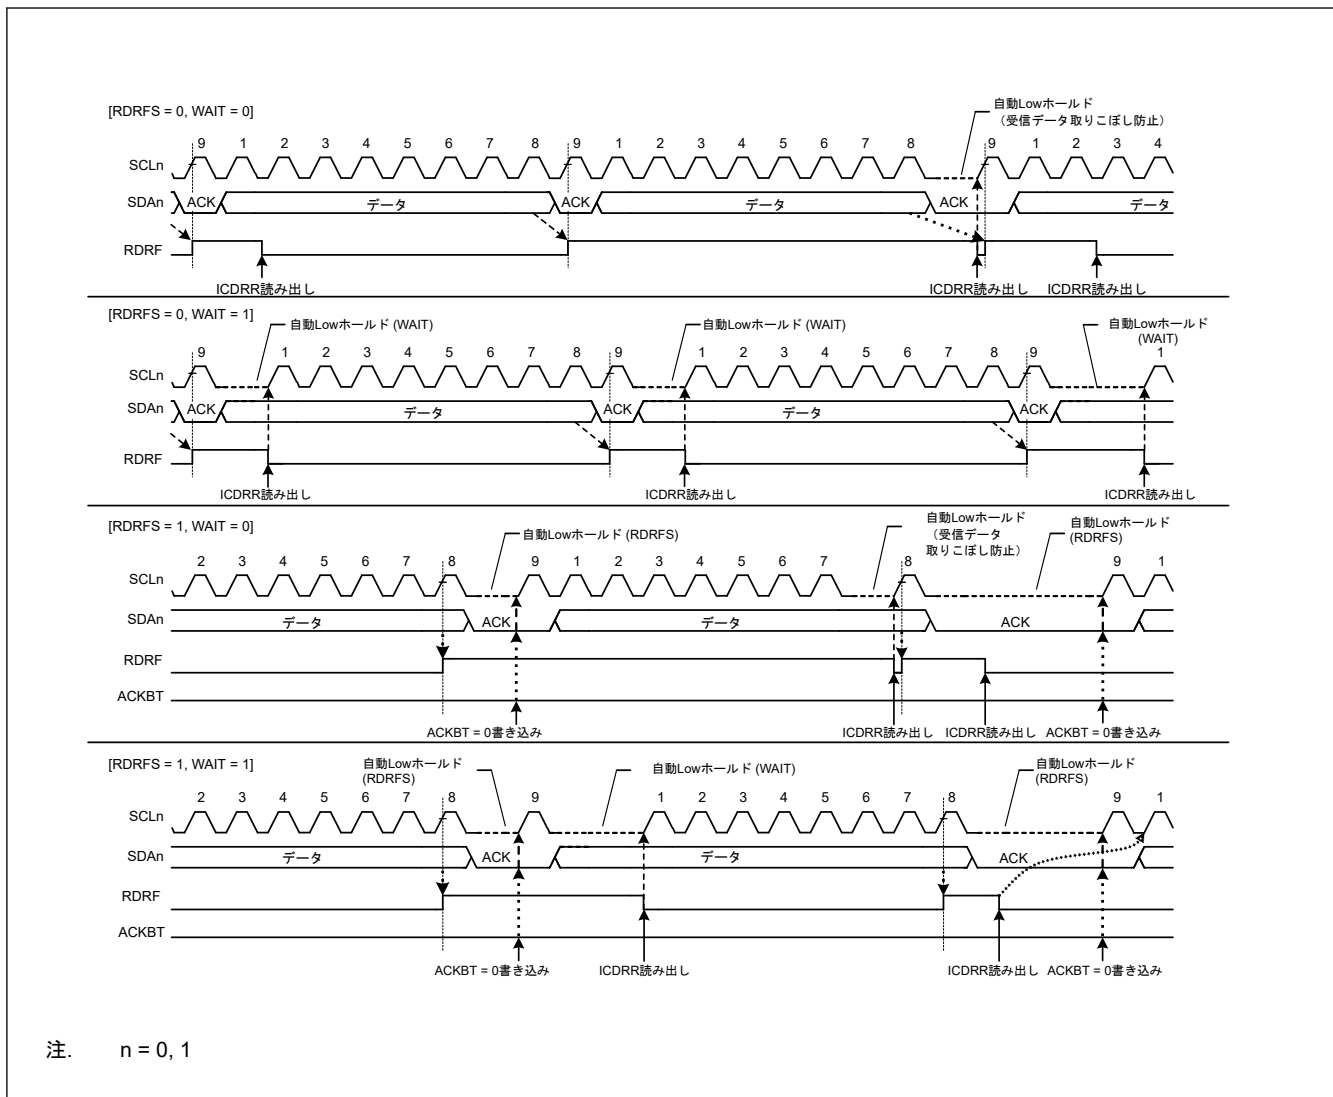 [RDRFS = 0, WAIT = 0]
自動Lowホールド
（受信データ取りこぼし防止）
9 1 2 3 4 5 6 7 8 9 1 2 3 4 5 6 7 8 9 1 2 3 4
SCLn
SDAn ACK データ ACK データ ACK データ
RDRF
ICDRR読み出し ICDRR読み出し ICDRR読み出し
[RDRFS = 0, WAIT = 1]
自動Lowホールド (WAIT) 自動Lowホールド (WAIT) 自動Lowホールド
(WAIT)
9 1 2 3 4 5 6 7 8 9 1 2 3 4 5 6 7 8 9 1
SCLn
SDAn ACK データ ACK データ ACK
RDRF
ICDRR読み出し ICDRR読み出し ICDRR読み出し
[RDRFS = 1, WAIT = 0]
自動Lowホールド (RDRFS)
自動Lowホールド
（受信データ
取りこぼし防止）
自動Lowホールド
(RDRFS)
2 3 4 5 6 7 8 9 1 2 3 4 5 6 7 8 9 1
SCLn
SDAn データ ACK データ ACK
RDRF
ACKBT
ACKBT = 0書き込み ICDRR読み出し ICDRR読み出し ACKBT = 0書き込み
[RDRFS = 1, WAIT = 1]
自動Lowホールド
(RDRFS)
自動Lowホールド (WAIT)
自動Lowホールド
(RDRFS)
2 3 4 5 6 7 8 9 1 2 3 4 5 6 7 8 9 1
SCLn
SDAn データ ACK データ ACK
RDRF
ACKBT
ACKBT = 0書き込み ICDRR読み出し ICDRR読み出し ACKBT = 0書き込み
注. n = 0, 1